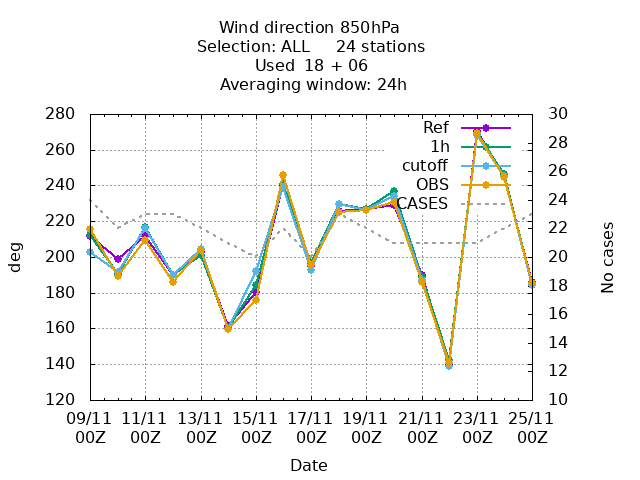 Wind direction 850hPa
Selection: ALL     24 stations
Used  18 + 06
Averaging window: 24h
280
260
240
220
200
180
160
140
120
deg
30
28
26
24
22
20
18
16
14
12
10
No cases
Ref
1h
cutoff
OBS
CASES
09/11 11/11 13/11 15/11 17/11 19/11 21/11 23/11 25/11
00Z 00Z 00Z 00Z 00Z 00Z 00Z 00Z 00Z
Date